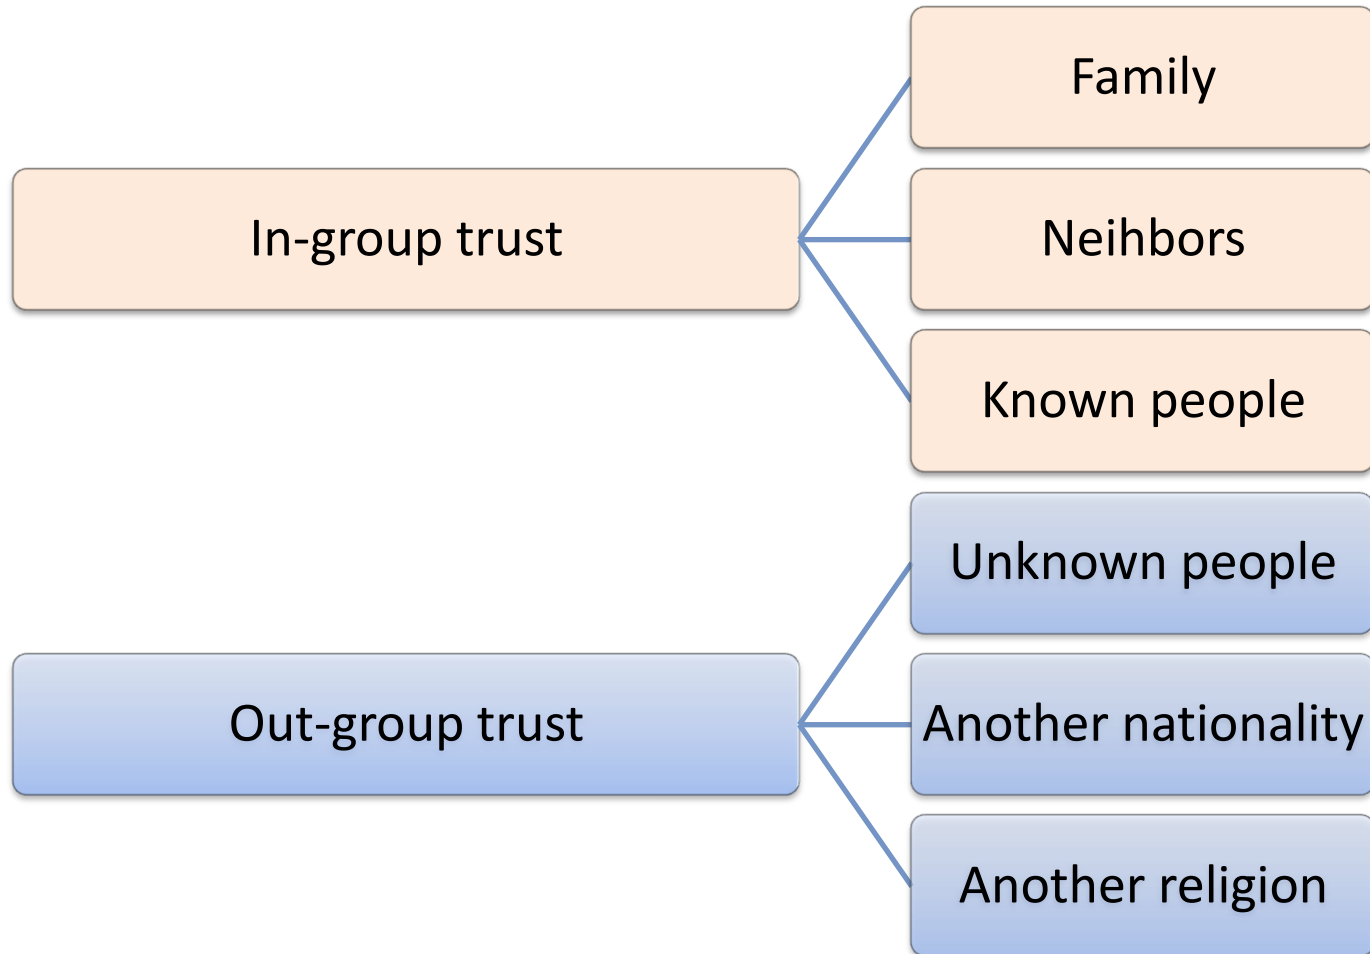 In-group trust
Family
Neihbors
Known people
Out-group trust
Unknown people
Another nationality
Another religion